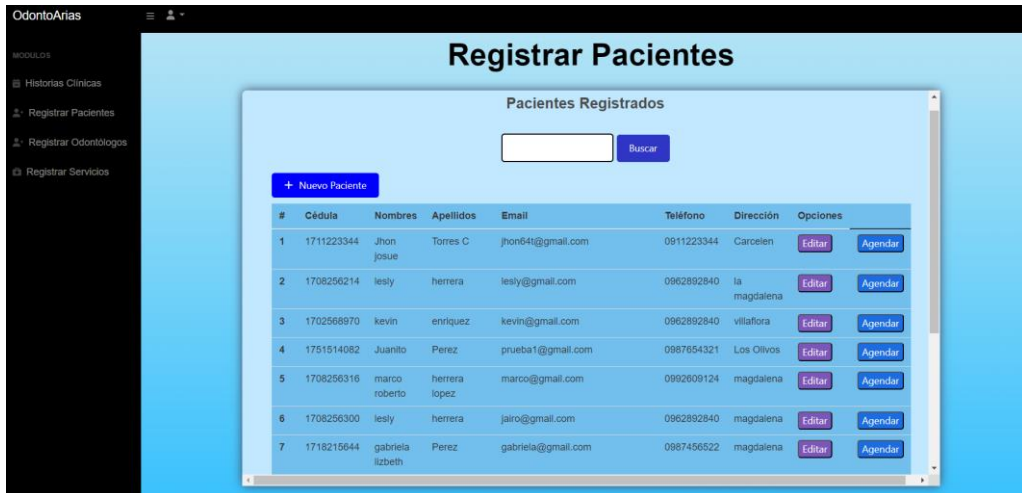 OdontoArias
MODULOS
Historias Clínicas
Registrar Pacientes
Registrar Odontólogos
Registrar Servicios
Registrar Pacientes
Pacientes Registrados
Buscar
+ Nuevo Paciente
# Cédula Nombres Apellidos Email Teléfono Dirección Opciones
1 1711223344 Jhon josue Torres C jhon64t@gmail.com 0911223344 Carcelen Editar Agendar
2 1708256214 lesly herrera lesly@gmail.com 0962892840 la magdalena Editar Agendar
3 1702568970 kevin enriquez kevin@gmail.com 0962892840 villaflora Editar Agendar
4 1751514082 Juanito Perez prueba1@gmail.com 0987654321 Los Olivos Editar Agendar
5 1708256316 marco roberto herrera lopez marco@gmail.com 0992609124 magdalena Editar Agendar
6 1708256300 lesly herrera jairo@gmail.com 0962892840 magdalena Editar Agendar
7 1718215644 gabriela lizbeth Perez gabriela@gmail.com 0987456522 magdalena Editar Agendar